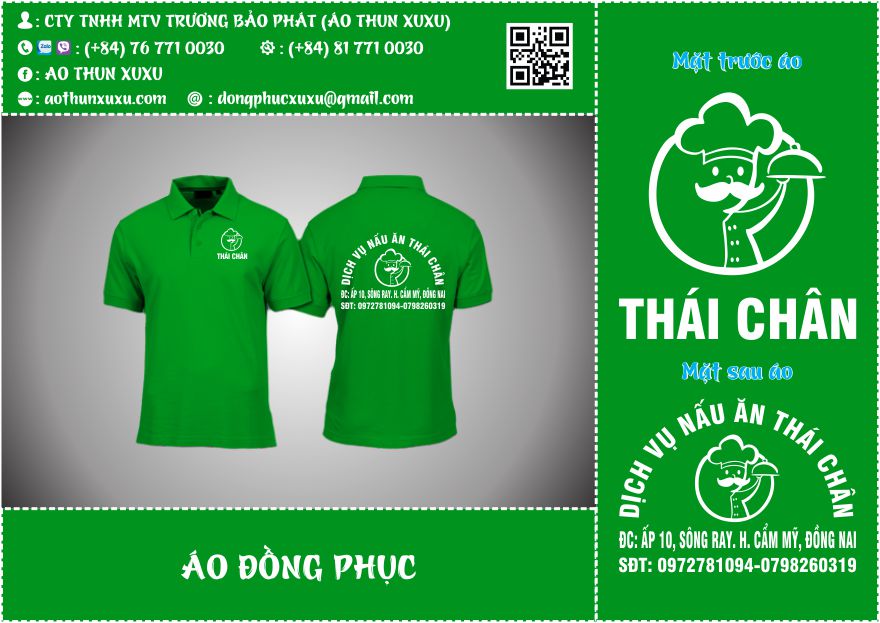 : CTY TNHH MTV TRƯƠNG BẢO PHÁT (ÁO THUN XUXU)
Zalo : (+84) 76 771 0030 : (+84) 81 771 0030
: AO THUN XUXU
www : aothunxuxu.com @ : dongphucxuxu@gmail.com
THÁI CHÂN
DỊCH VỤ NẤU ĂN THÁI CHÂN
ĐC: ẤP 10, SÔNG RAY. H. CẨM MỸ, ĐỒNG NAI
SĐT: 0972781094-0798260319
ÁO ĐỒNG PHỤC
Mặt trước áo
THÁI CHÂN
Mặt sau áo
DỊCH VỤ NẤU ĂN THÁI CHÂN
ĐC: ẤP 10, SÔNG RAY. H. CẨM MỸ, ĐỒNG NAI
SĐT: 0972781094-0798260319